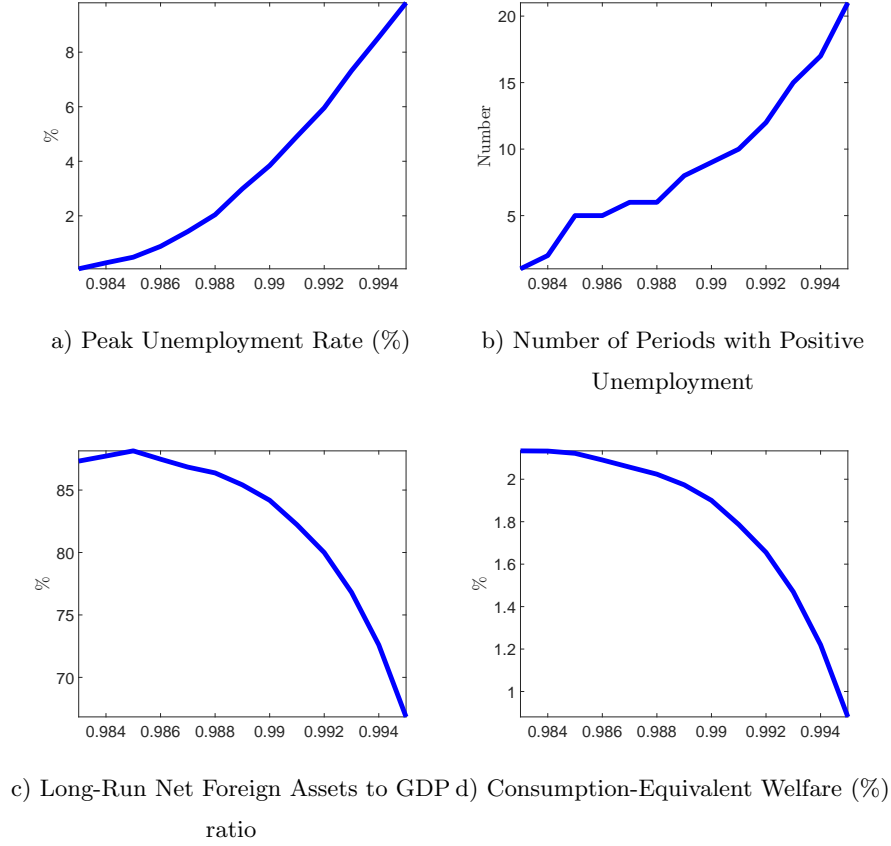 8
6
4
2
%
0.984 0.986 0.988 0.99 0.992 0.994
a) Peak Unemployment Rate (%)
20
15
10
5
Number
0.984 0.986 0.988 0.99 0.992 0.994
b) Number of Periods with Positive
Unemployment
85
80
75
70
%
0.984 0.986 0.988 0.99 0.992 0.994
c) Long-Run Net Foreign Assets to GDP
ratio
2
1.8
1.6
1.4
1.2
1
%
0.984 0.986 0.988 0.99 0.992 0.994
d) Consumption-Equivalent Welfare (%)